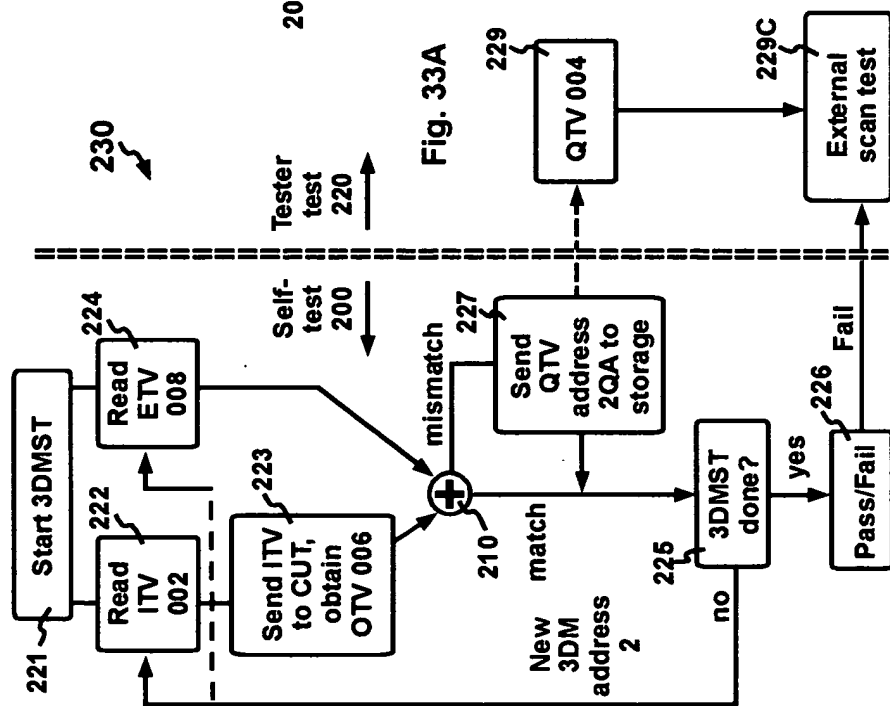 230
20
Start 3DMST
221
222
Read
ITV
002
224
Read
ETV
008
Self-
test
200
Tester
test
220
223
Send ITV
to CUT,
obtain
OTV 006
210
mismatch
match
227
Send
QTV
address
2QA to
storage
Fig. 33A
229
QTV 004
New
3DM
address
2
225
3DMST
done?
no
yes
226
Pass/Fail
Fail
229C
External
scan test